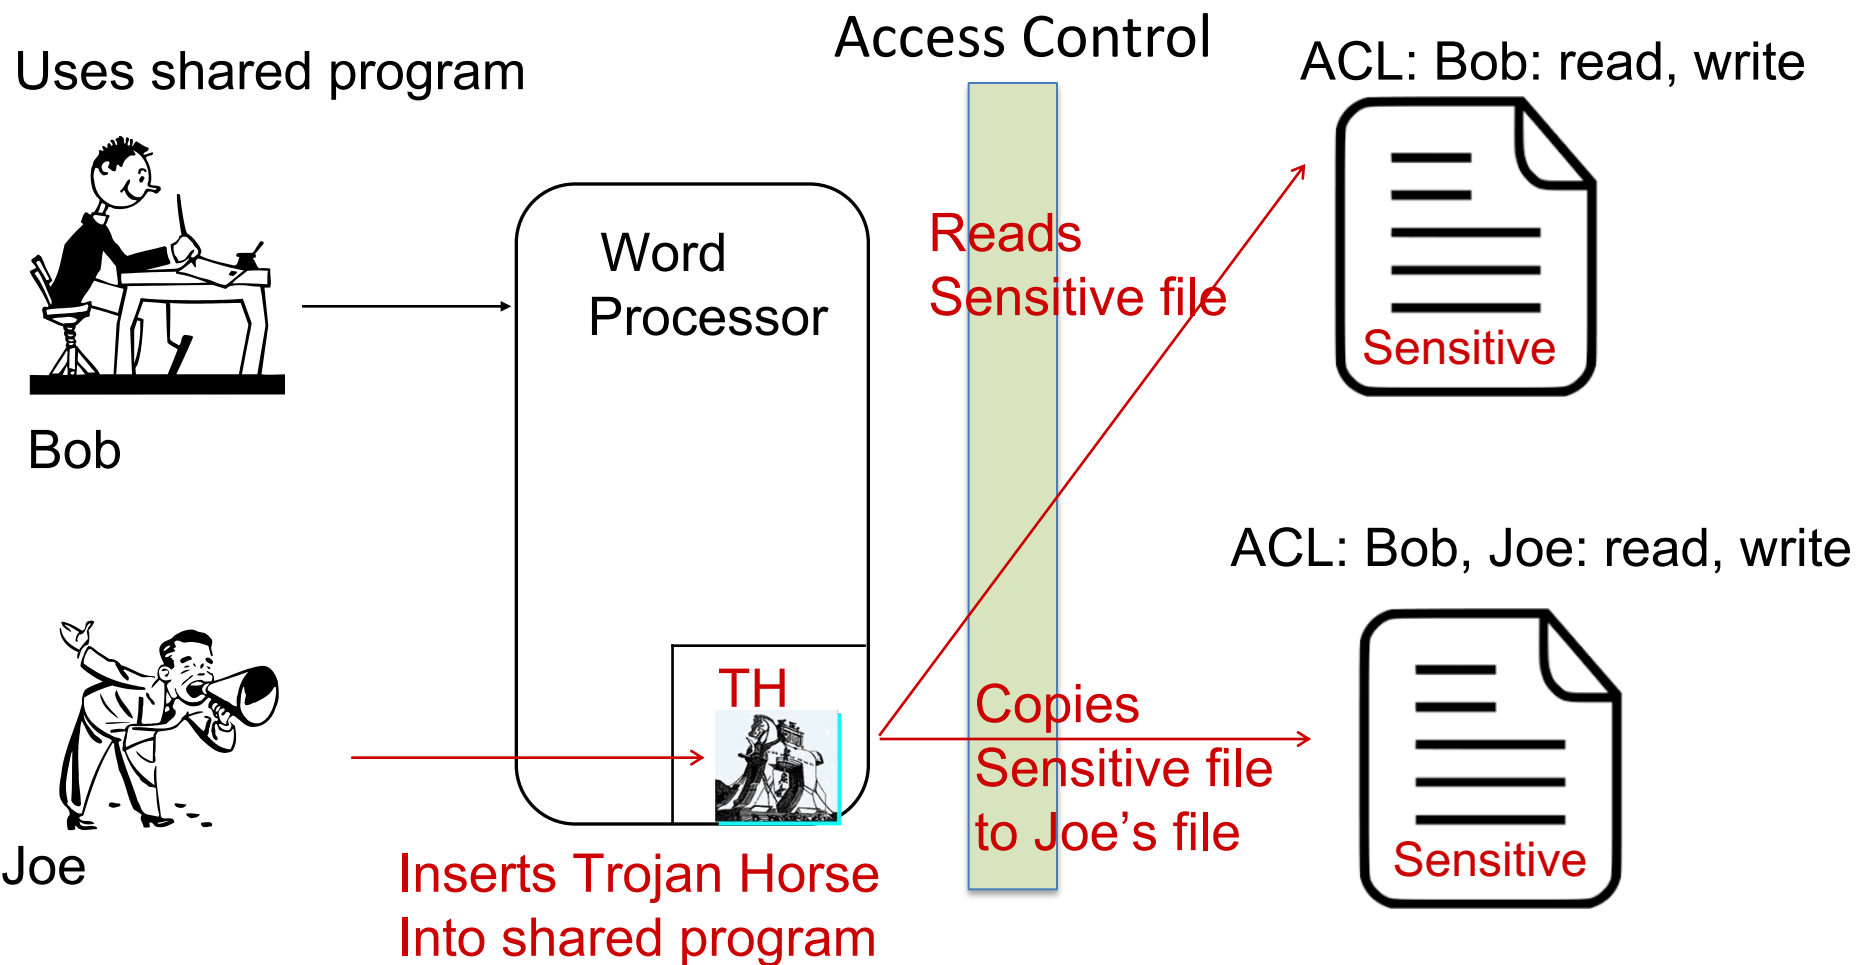 Access Control
Uses shared program
ACL: Bob: read, write
Word
Processor
Reads
Sensitive file
Sensitive
Bob
ACL: Bob, Joe: read, write
TH
Copies
Sensitive file
to Joe’s file
Sensitive
Joe
Inserts Trojan Horse
Into shared program